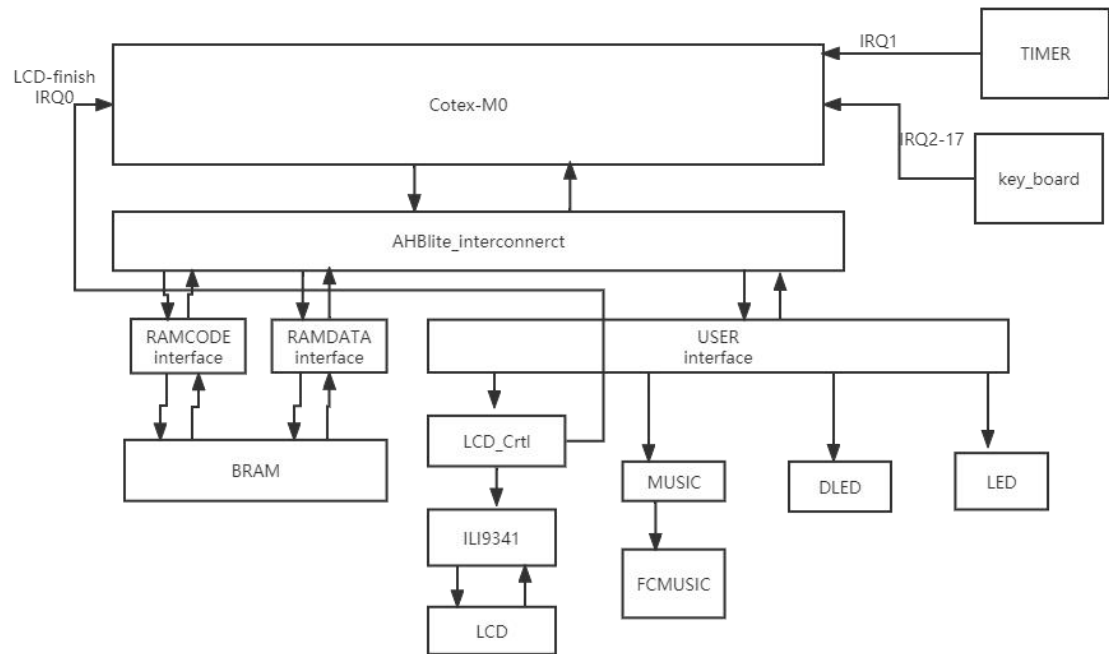 IRQ1
TIMER
LCD-finish
IRQ0
Cotex-M0
IRQ2-17
key_board
AHBlite_interconnerct
RAMCODE
interface
RAMDATA
interface
USER
interface
LCD_Crtl
BRAM
MUSIC
DLED
LED
ILI9341
FCMUSIC
LCD